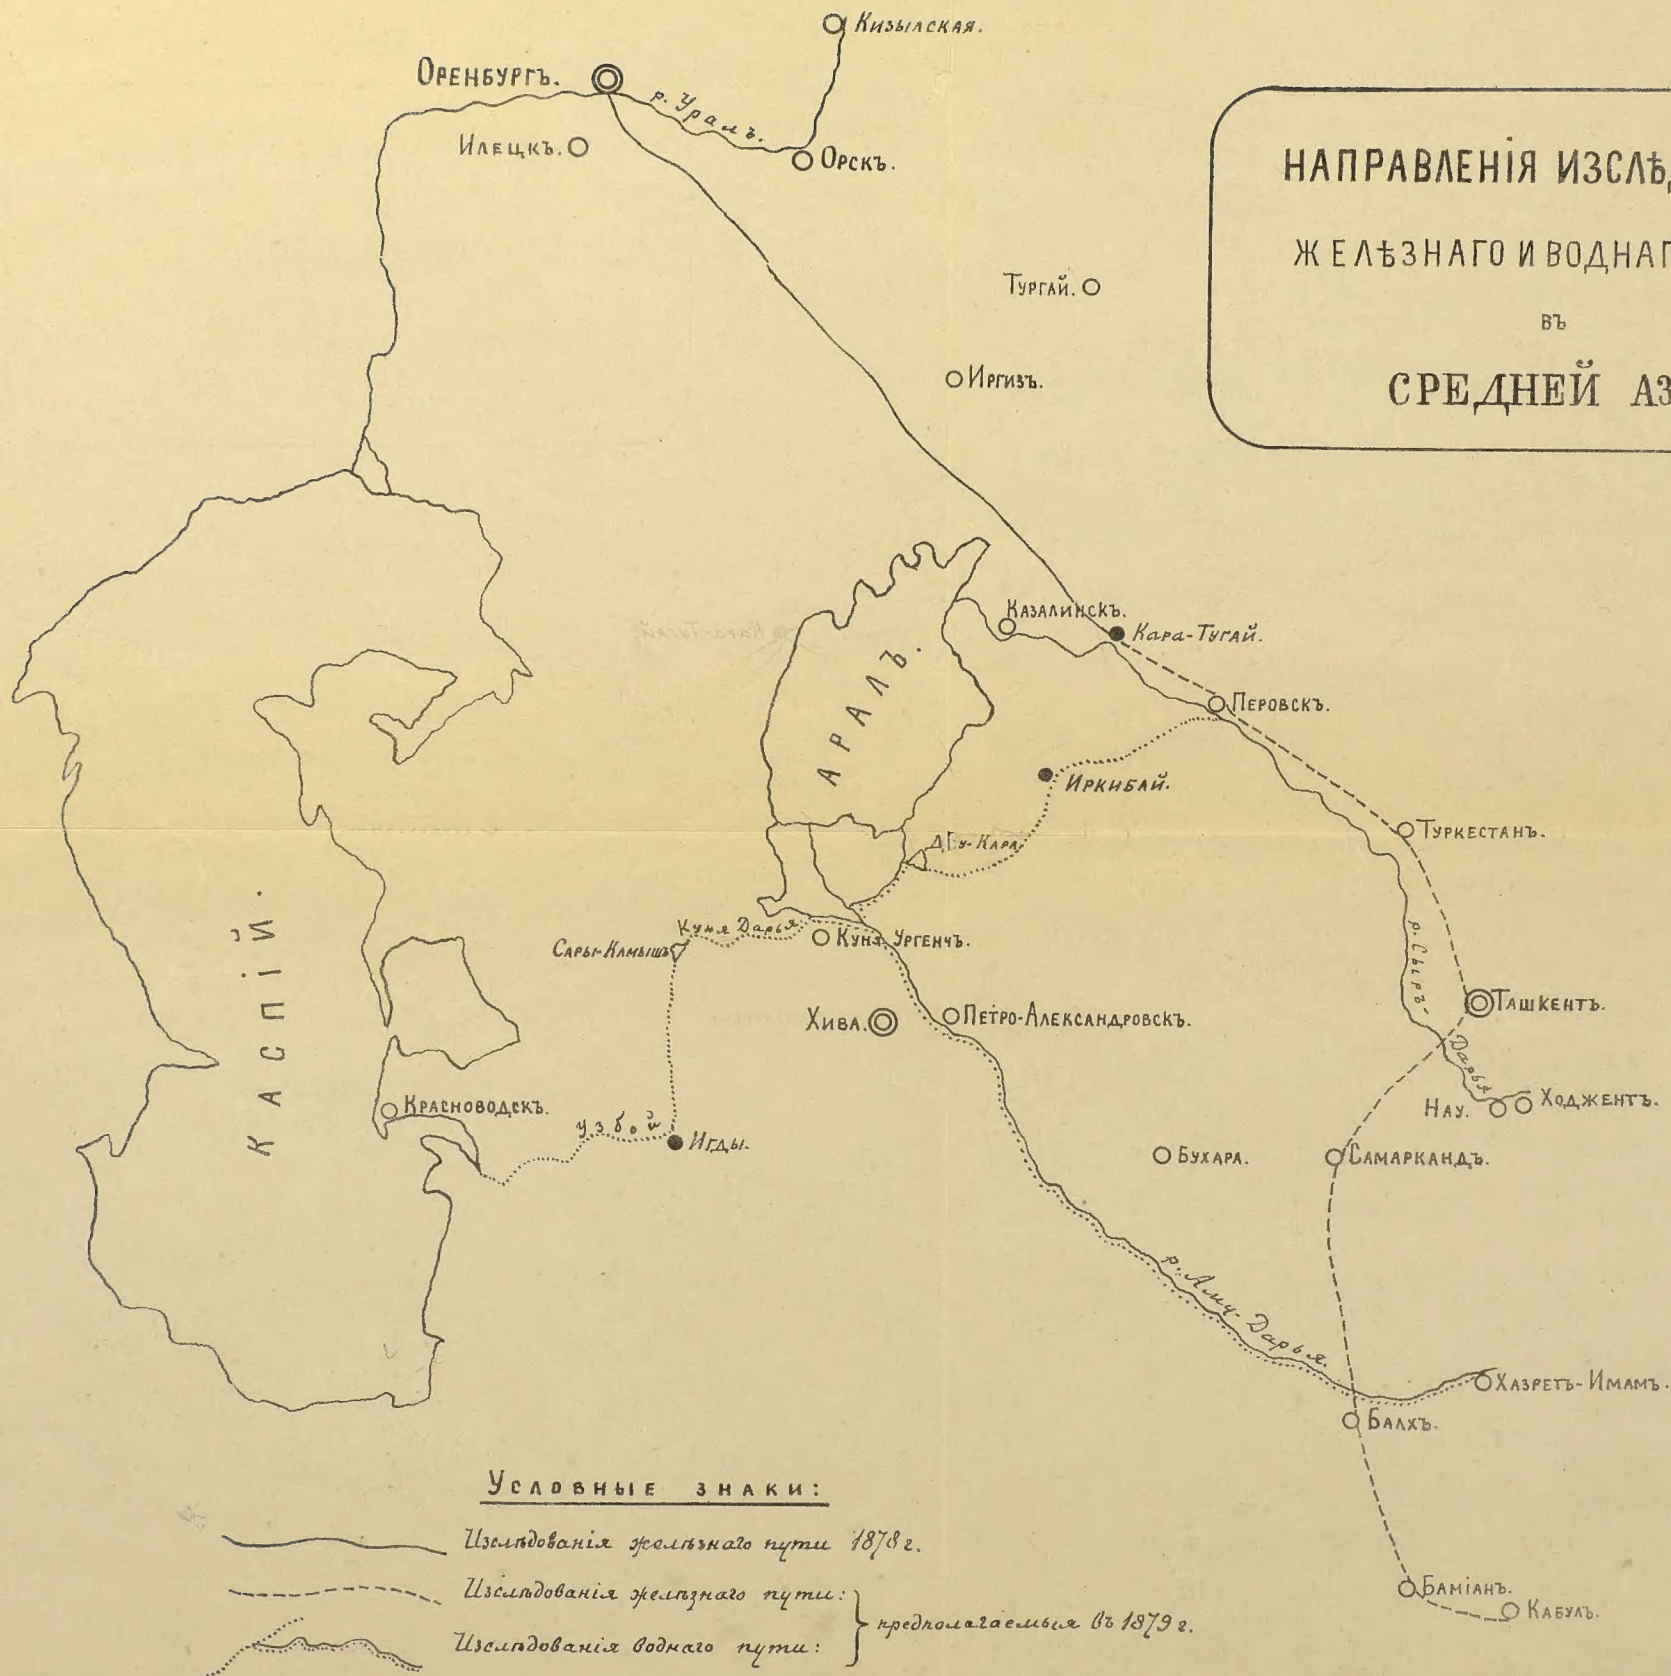 Кизылская.
Оренбургъ.
р. Уралъ.
Илецкъ.
Орскъ.
НАПРАВЛЕНІЯ ИЗСЛѢД
ЖЕЛѢЗНАГО И ВОДНАГ
ВЪ
СРЕДНЕЙ АЗ
Тургай.
Иргизъ.
Казалинскъ.
Кара-Тугай.
Кара-Тугай.
АРАЛЪ.
Перовскъ.
Иркибай.
Туркестанъ.
КАСПІЙ.
Куня Дарья
Сары-Камышъ
Куня Ургенчъ.
р. Сыръ-Дарья
Ташкентъ.
Хива.
Петро-Александровскъ.
Красноводскъ.
Узбой
Игды.
Нау.
Ходжентъ.
Бухара.
Самаркандъ.
р. Аму-Дарья.
Хазретъ-Имамъ.
Балхъ.
Условные знаки:
Изслѣдованія желѣзнаго пути 1878 г.
Изслѣдованія желѣзнаго пути:
предполагаемыя въ 1879 г.
Изслѣдованія воднаго пути:
Баміанъ.
Кабулъ.